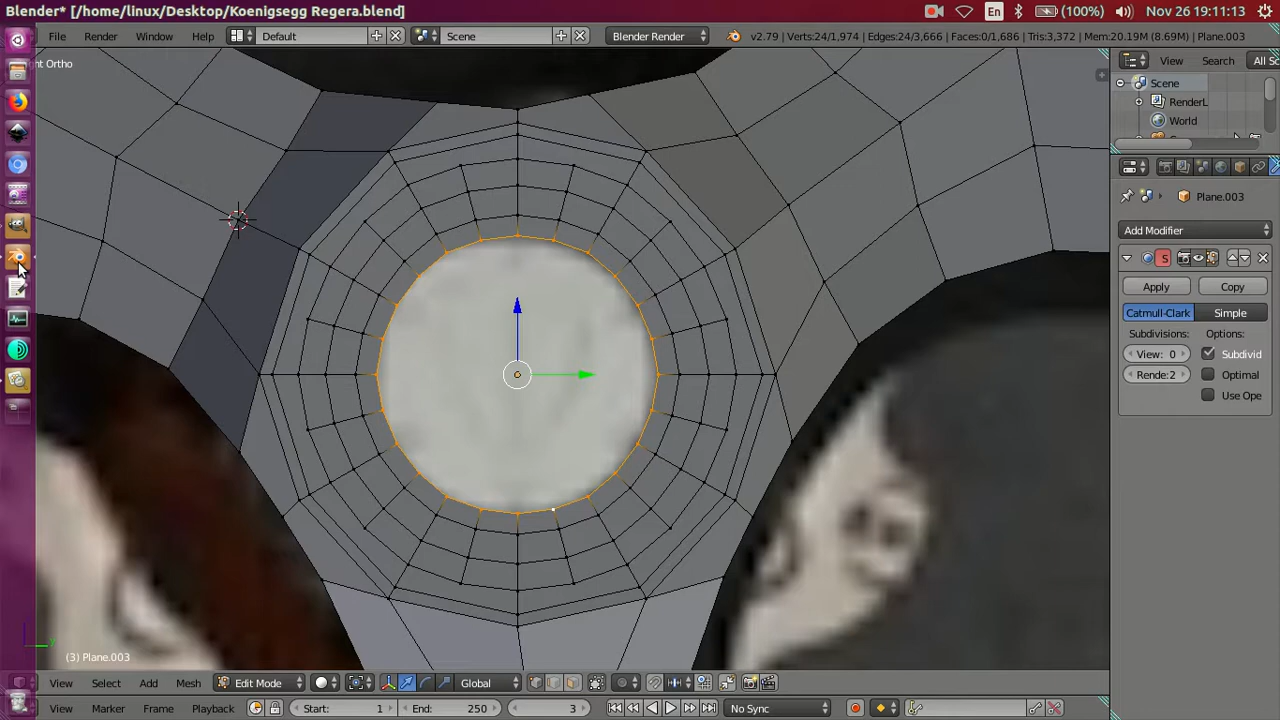 Blender* [/home/linux/Desktop/Koenigsegg Regera.blend] En (100%) Nov 26 19:11:13
File Render Window Help Default Scene Blender Render v2.79 | Verts:24/1,974 | Edges:24/3,666 | Faces:0/1,686 | Tris:3,372 | Mem:20.19M (8.69M) | Plane.003
ht Ortho
View Search All Sc
Scene
RenderL
World
Plane.003
Add Modifier
S
Apply Copy
Catmull-Clark Simple
Subdivisions: Options:
View: 0 Subdivid
Rende:2 Optimal
Use Ope
y
(3) Plane.003
View Select Add Mesh Edit Mode Global
View Marker Frame Playback Start: 1 End: 250 3 No Sync